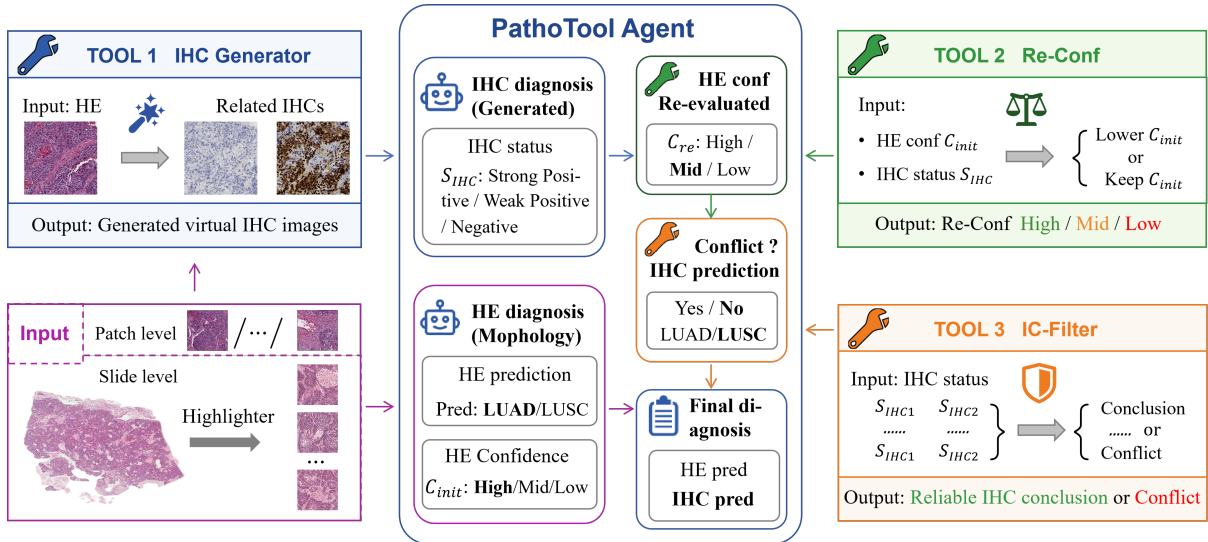 PathoTool Agent
TOOL 1 IHC Generator
Input: HE
Related IHCs
Output: Generated virtual IHC images
Input
Patch level
/
/
...
Slide level
Highlighter
...
IHC diagnosis
(Generated)
IHC status
S_IHC: Strong Posi-
tive / Weak Positive
/ Negative
HE diagnosis
(Mophology)
HE prediction
Pred: LUAD/LUSC
HE Confidence
C_init: High/Mid/Low
HE conf
Re-evaluated
C_re: High /
Mid / Low
Conflict ?
IHC prediction
Yes / No
LUAD/LUSC
Final di-
agnosis
HE pred
IHC pred
TOOL 2 Re-Conf
Input:
• HE conf C_init
• IHC status S_IHC
Lower C_init
or
Keep C_init
Output: Re-Conf High / Mid / Low
TOOL 3 IC-Filter
Input: IHC status
S_IHC1 S_IHC2
...... ......
S_IHC1 S_IHC2
Conclusion
...... or
Conflict
Output: Reliable IHC conclusion or Conflict